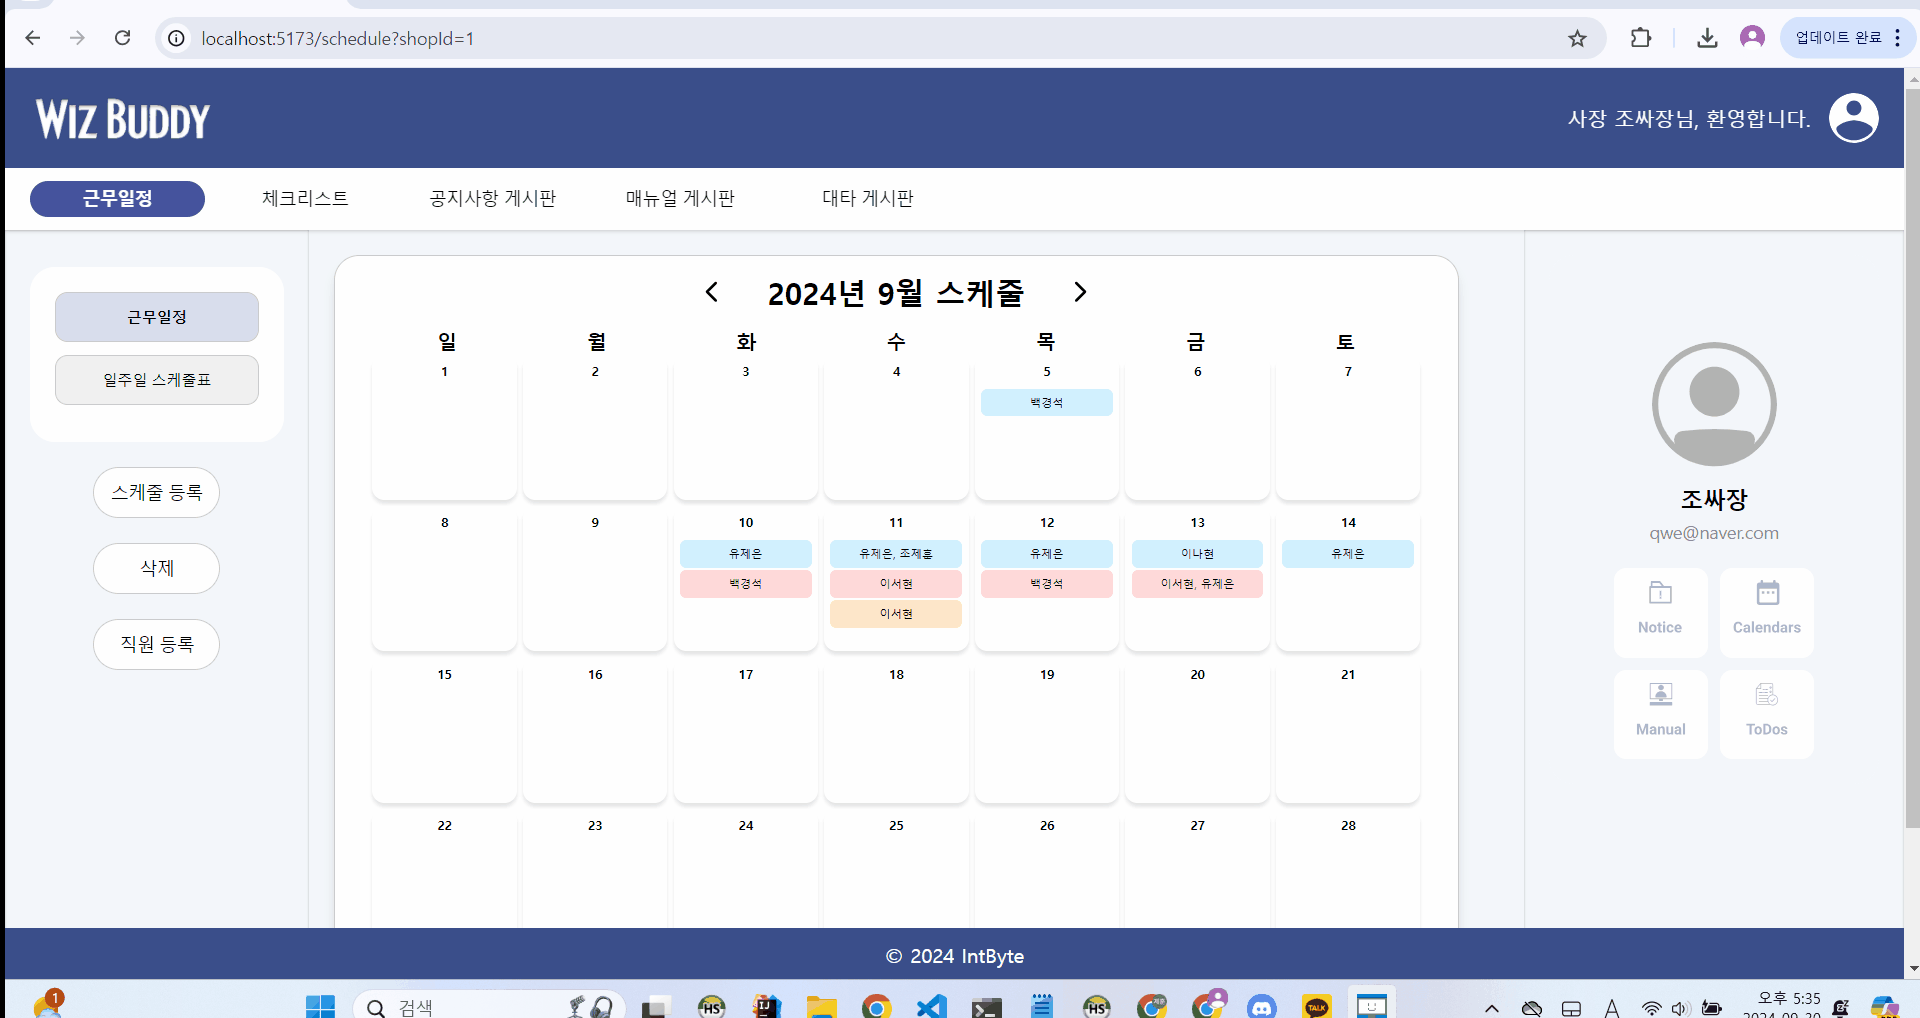 localhost:5173/schedule?shopId=1
업데이트 완료
WIZ BUDDY
사장 조싸장님, 환영합니다.
근무일정 체크리스트 공지사항 게시판 매뉴얼 게시판 대타 게시판
근무일정
일주일 스케줄표
스케줄 등록
삭제
직원 등록
2024년 9월 스케줄
일 월 화 수 목 금 토
1 2 3 4 5 6 7
백경석
8 9 10 11 12 13 14
유제은 유제은, 조제훈 유제은 이나현 유제은
백경석 이서현 백경석 이서현, 유제은
이서현
15 16 17 18 19 20 21
22 23 24 25 26 27 28
조싸장
qwe@naver.com
Notice Calendars
Manual ToDos
© 2024 IntByte
1
검색
HS
IJ
HS
TALK
A
오후 5:35